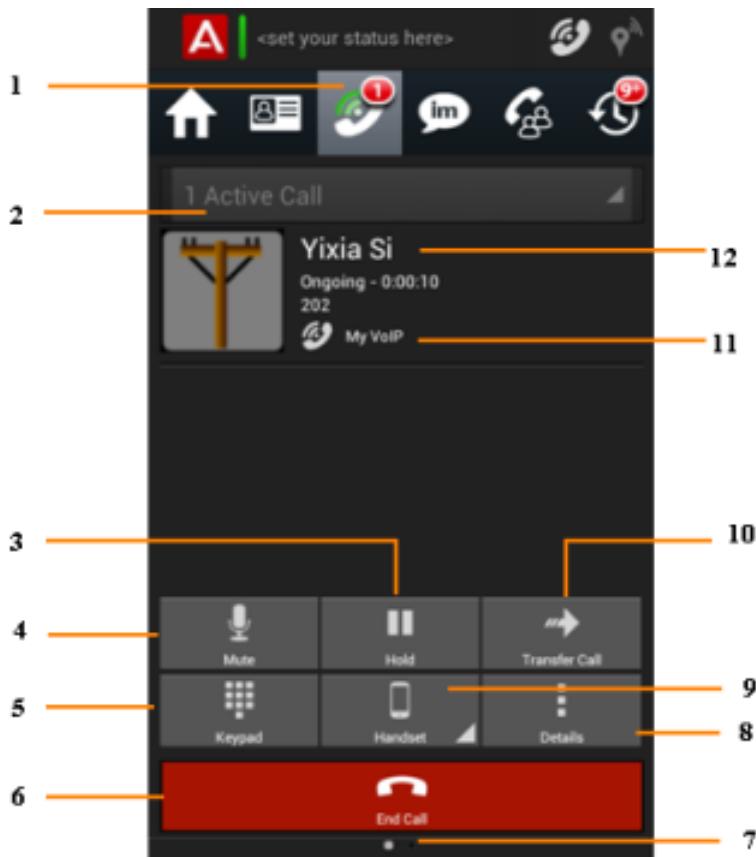 A <set your status here>
1
1 9+
im
2
1 Active Call
Yixia Si
12
Ongoing - 0:00:10
202
My VoIP
11
3
10
4
Mute Hold Transfer Call
5
9
Keypad Handset Details
8
6
End Call
7